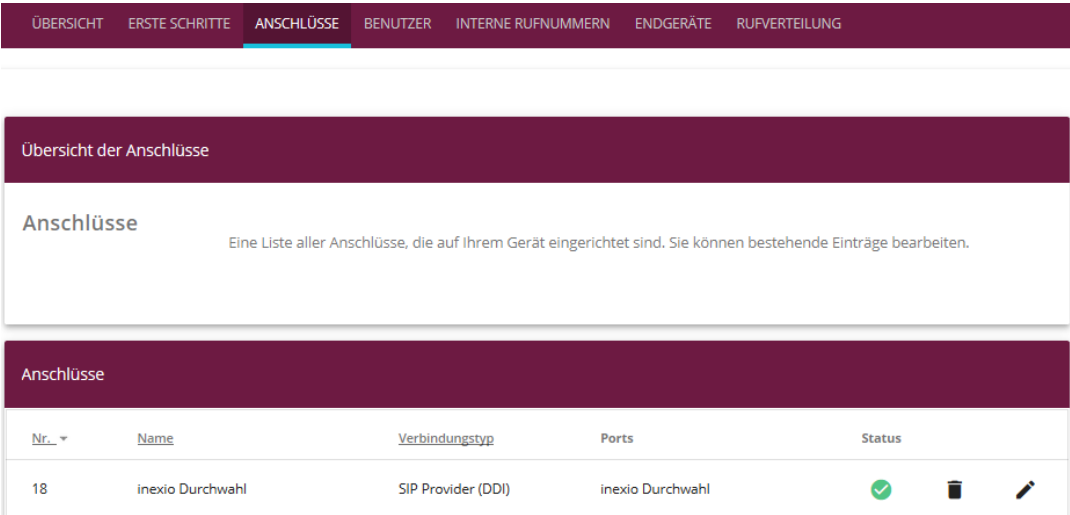 ÜBERSICHT ERSTE SCHRITTE ANSCHLÜSSE BENUTZER INTERNE RUFNUMMERN ENDGERÄTE RUFVERTEILUNG
Übersicht der Anschlüsse
Anschlüsse
Eine Liste aller Anschlüsse, die auf Ihrem Gerät eingerichtet sind. Sie können bestehende Einträge bearbeiten.
Anschlüsse
Nr. Name Verbindungstyp Ports Status
18 inexio Durchwahl SIP Provider (DDI) inexio Durchwahl